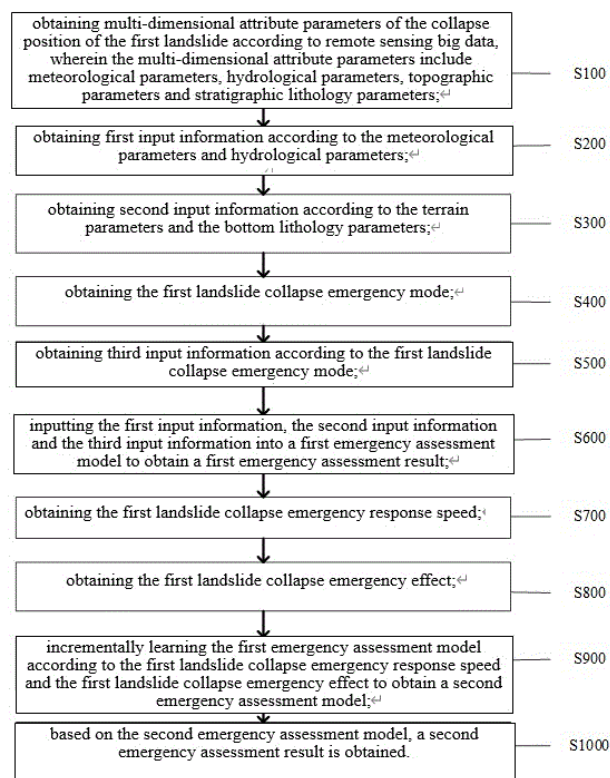 obtaining multi-dimensional attribute parameters of the collapse
position of the first landslide according to remote sensing big data,
wherein the multi-dimensional attribute parameters include
meteorological parameters, hydrological parameters, topographic
parameters and stratigraphic lithology parameters;↵
S100
obtaining first input information according to the meteorological
parameters and hydrological parameters;↵
S200
obtaining second input information according to the terrain
parameters and the bottom lithology parameters;↵
S300
obtaining the first landslide collapse emergency mode;↵
S400
obtaining third input information according to the first landslide
collapse emergency mode;↵
S500
inputting the first input information, the second input information
and the third input information into a first emergency assessment
model to obtain a first emergency assessment result;↵
S600
obtaining the first landslide collapse emergency response speed;
S700
obtaining the first landslide collapse emergency effect;↵
S800
incrementally learning the first emergency assessment model
according to the first landslide collapse emergency response speed
and the first landslide collapse emergency effect to obtain a second
emergency assessment model;↵
S900
based on the second emergency assessment model, a second
emergency assessment result is obtained.
S1000